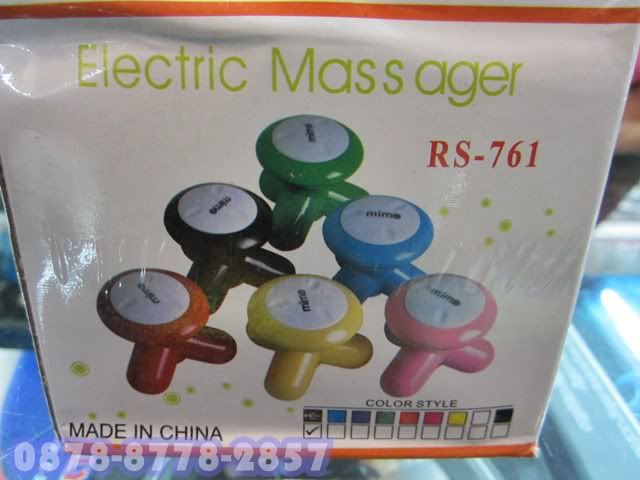 Electric Massager
RS-761
mimo
mimo
mimo
mimo
mimo
mimo
COLOR STYLE
MADE IN CHINA
0878-8778-2857